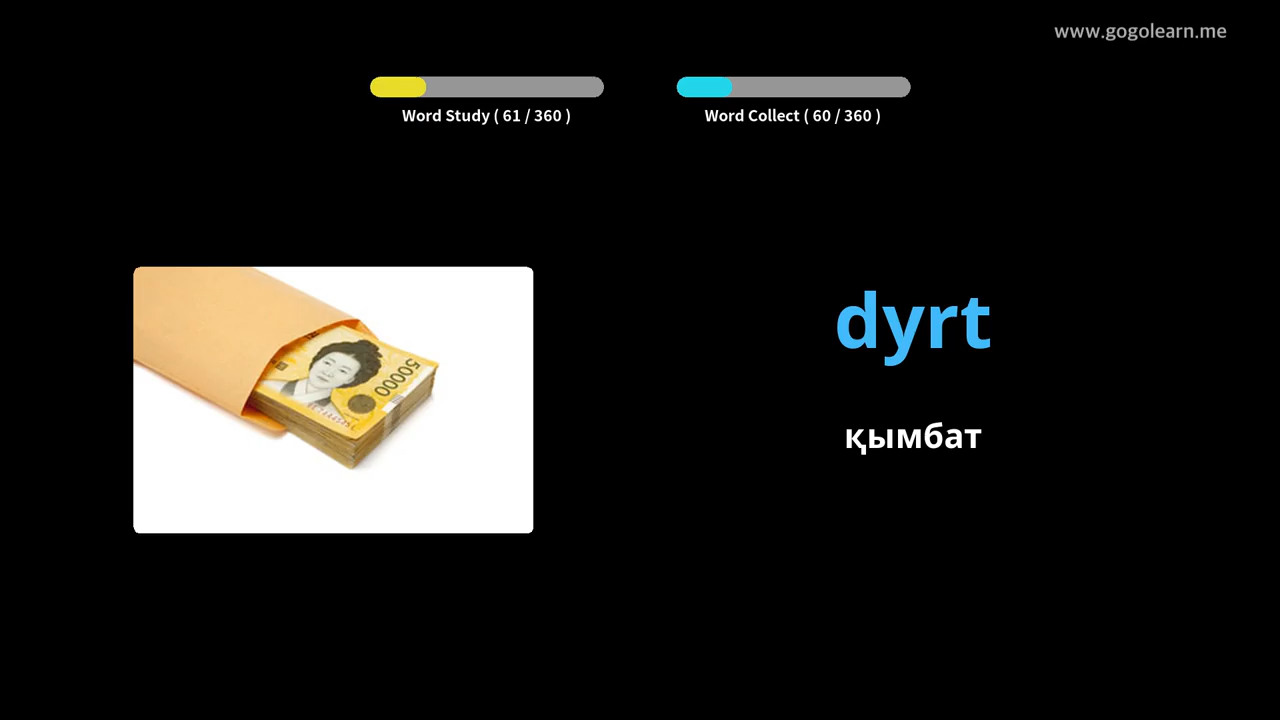 www.gogolearn.me
Word Study ( 61 / 360 )
Word Collect ( 60 / 360 )
50000
dyrt
қымбат